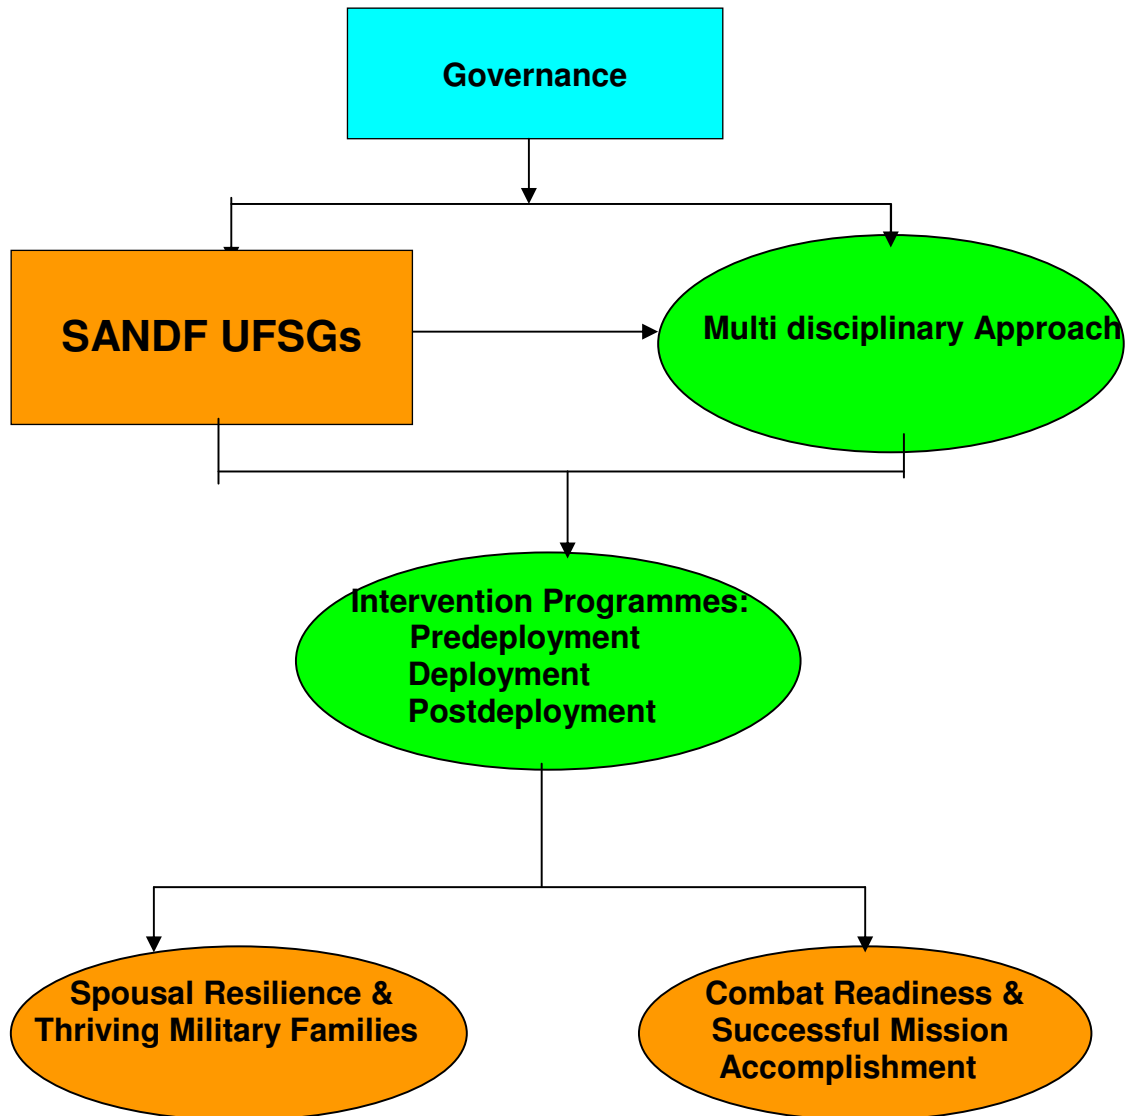 Governance
SANDF UFSGs
Multi disciplinary Approach
Intervention Programmes:
Predeployment
Deployment
Postdeployment
Spousal Resilience &
Thriving Military Families
Combat Readiness &
Successful Mission
Accomplishment